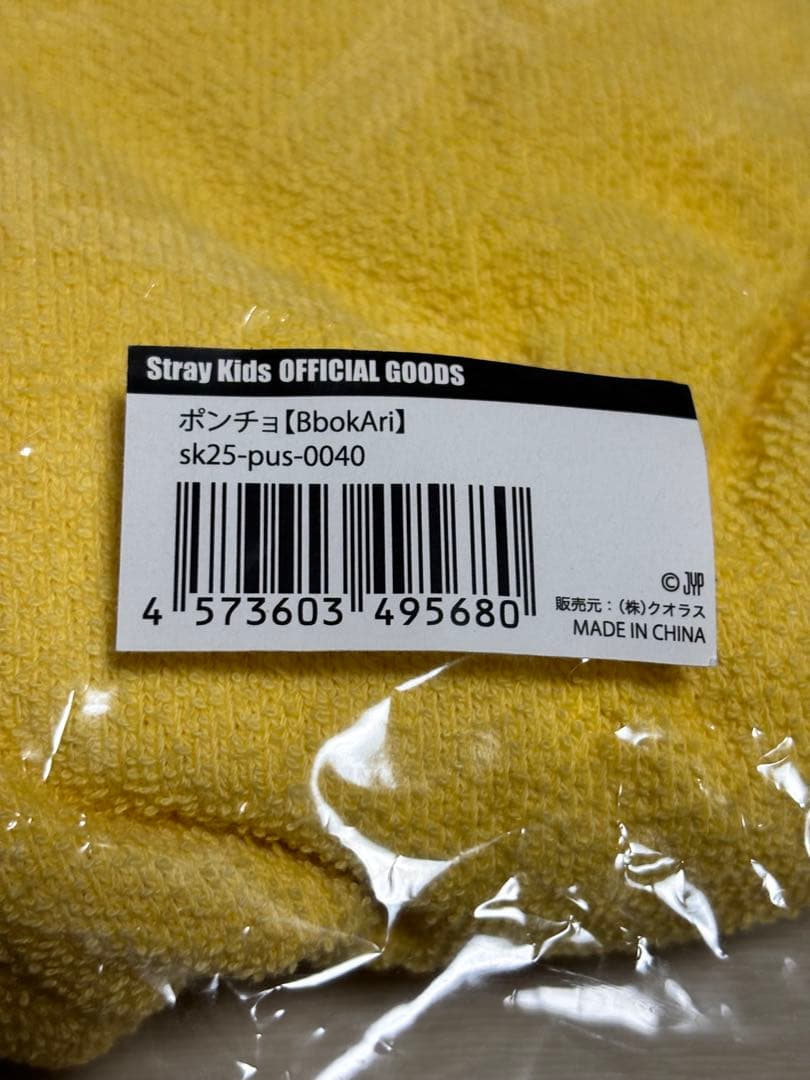 Stray Kids OFFICIAL GOODS
ポンチョ【BbokAri】
sk25-pus-0040
4 573603 495680
© JYP
販売元：（株）クオラス
MADE IN CHINA